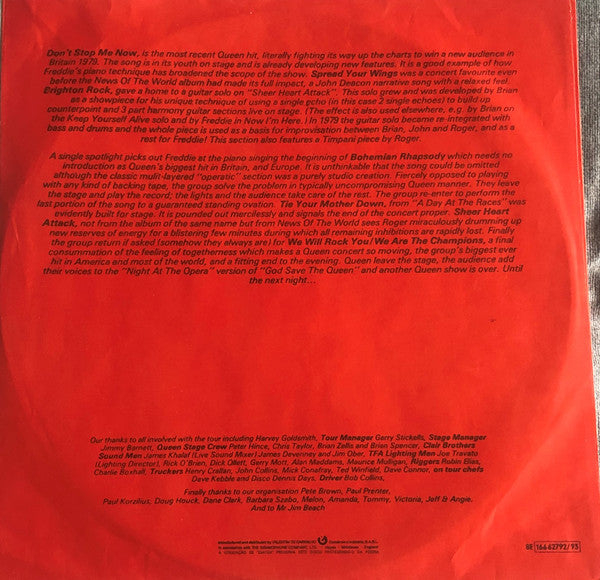 Don't Stop Me Now, is the most recent Queen hit, literally fighting its way up the charts to win a new audience in
Britain 1979. The song is in its youth on stage and is already developing new features. It is a good example of how
Freddie's piano technique has broadened the scope of the show. Spread Your Wings was a concert favourite even
before the News Of The World album had made its full impact, a John Deacon narrative song with a relaxed feel.
Brighton Rock, gave a home to a guitar solo on "Sheer Heart Attack". This solo grew and was developed by Brian
as a showpiece for his unique technique of using a single echo (in this case 2 single echoes) to build up
counterpoint and 3 part harmony guitar sections live on stage. (The effect is also used elsewhere, e.g. by Brian on
the Keep Yourself Alive solo and by Freddie in Now I'm Here. In 1979 the guitar solo became re-integrated with
bass and drums and the whole piece is used as a basis for improvisation between Brian, John and Roger, and as a
rest for Freddie! This section also features a Timpani piece by Roger.
A single spotlight picks out Freddie at the piano singing the beginning of Bohemian Rhapsody which needs no
introduction as Queen's biggest hit in Britain, and Europe. It is unthinkable that the song could be omitted
although the classic multi-layred "operatic" section was a purely studio creation. Fiercely opposed to playing
with any kind of backing tape, the group solve the problem in typically uncompromising Queen manner. They leave
the stage and play the record; the lights and the audience take care of the rest. The group re-enter to perform the
last portion of the song to a guaranteed standing ovation. Tie Your Mother Down, from "A Day At The Races" was
evidently built for stage. It is pounded out mercilessly and signals the end of the concert proper. Sheer Heart
Attack, not from the album of the same name but from News Of The World sees Roger miraculously drumming up
new reserves of energy for a blistering few minutes during which all remaining inhibitions are rapidly lost. Finally
the group return if asked (somehow they always are) for We Will Rock You/We Are The Champions, a final
consummation of the feeling of togetherness which makes a Queen concert so moving, the group's biggest ever
hit in America and most of the world, and a fitting end to the evening. Queen leave the stage, the audience add
their voices to the "Night At The Opera" version of "God Save The Queen" and another Queen show is over. Until
the next night...
Our thanks to all involved with the tour including Harvey Goldsmith, Tour Manager Gerry Stickells, Stage Manager
Jimmy Barnett, Queen Stage Crew Peter Hince, Chris Taylor, Brian Zellis and Brien Spencer, Clair Brothers
Sound Men James Khalaf (Live Sound Mixer) James Devenney and Jim Ober, TFA Lighting Men Joe Travato
(Lighting Director), Rick O'Brien, Dick Ollett, Garry Mott, Alan Maddams, Maurice Mulligan, Riggers Robin Elias,
Charlie Boxhall, Truckers Henry Crallan, John Collins, Mick Conafray, Ted Winfield, Dave Connor, on tour chefs
Dave Kebble and Disco Dennis Days. Driver Bob Collins,
Finally thanks to our organisation Pete Brown, Paul Prenter,
Paul Korzilius, Doug Houck, Dane Clark, Barbara Szabo, Melon, Amanda, Tommy, Victoria, Jeff & Angie,
And to Mr Jim Beach
manufactured and distributed by VALENTIM DE CARVALHO
in association with THE GRAMOPHONE COMPANY LTD. Hayes - Middlesex - England
8E 166 62792/93